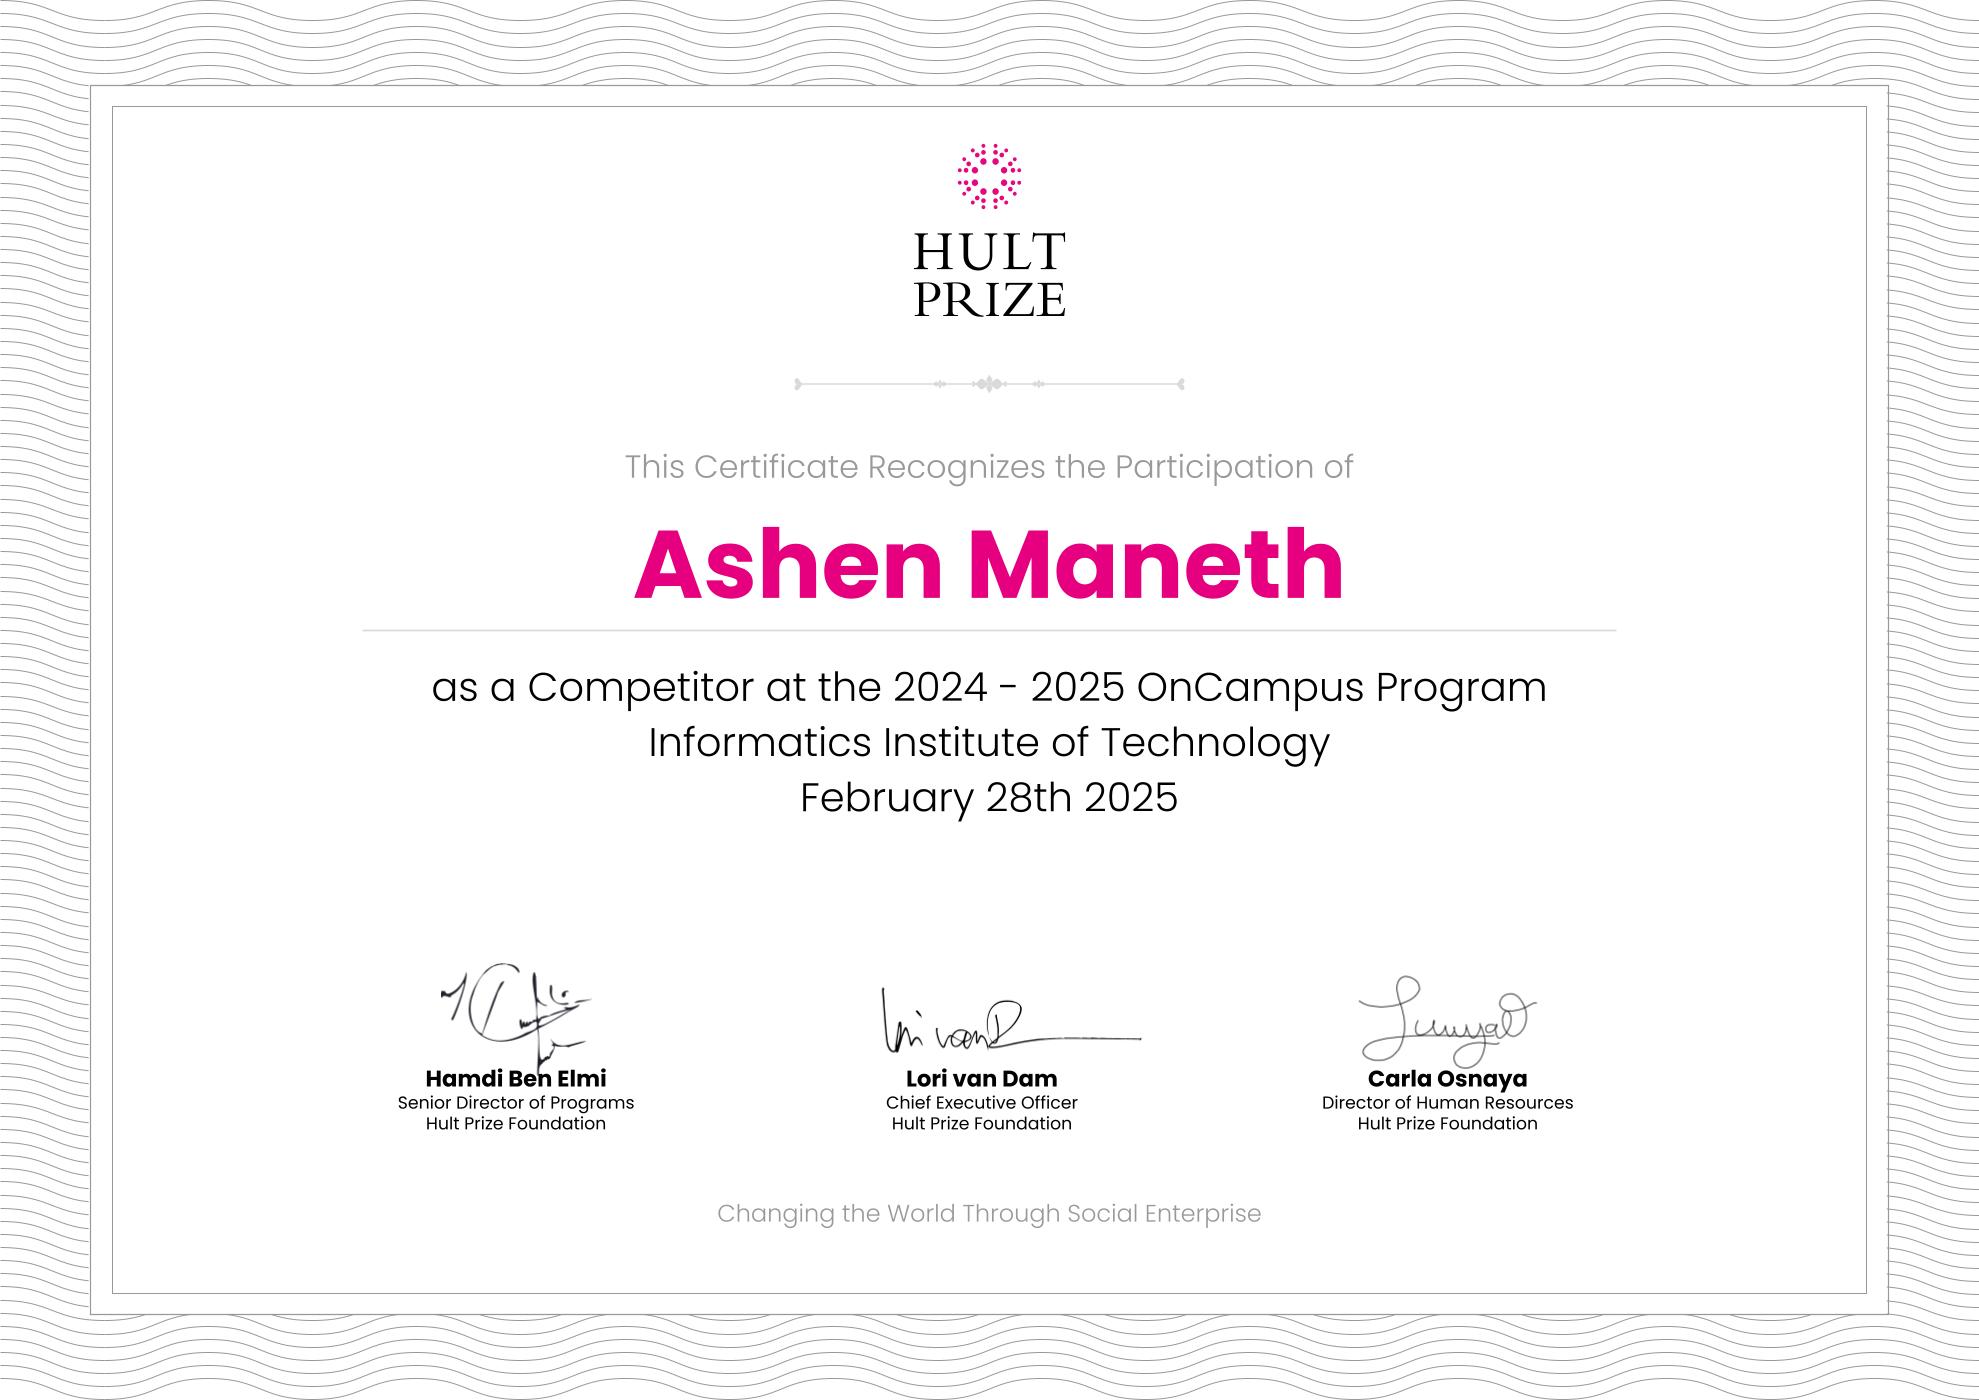 HULT
PRIZE
This Certificate Recognizes the Participation of
Ashen Maneth
as a Competitor at the 2024 - 2025 OnCampus Program
Informatics Institute of Technology
February 28th 2025
Hamdi Ben Elmi
Senior Director of Programs
Hult Prize Foundation
Lori van Dam
Chief Executive Officer
Hult Prize Foundation
Carla Osnaya
Director of Human Resources
Hult Prize Foundation
Changing the World Through Social Enterprise